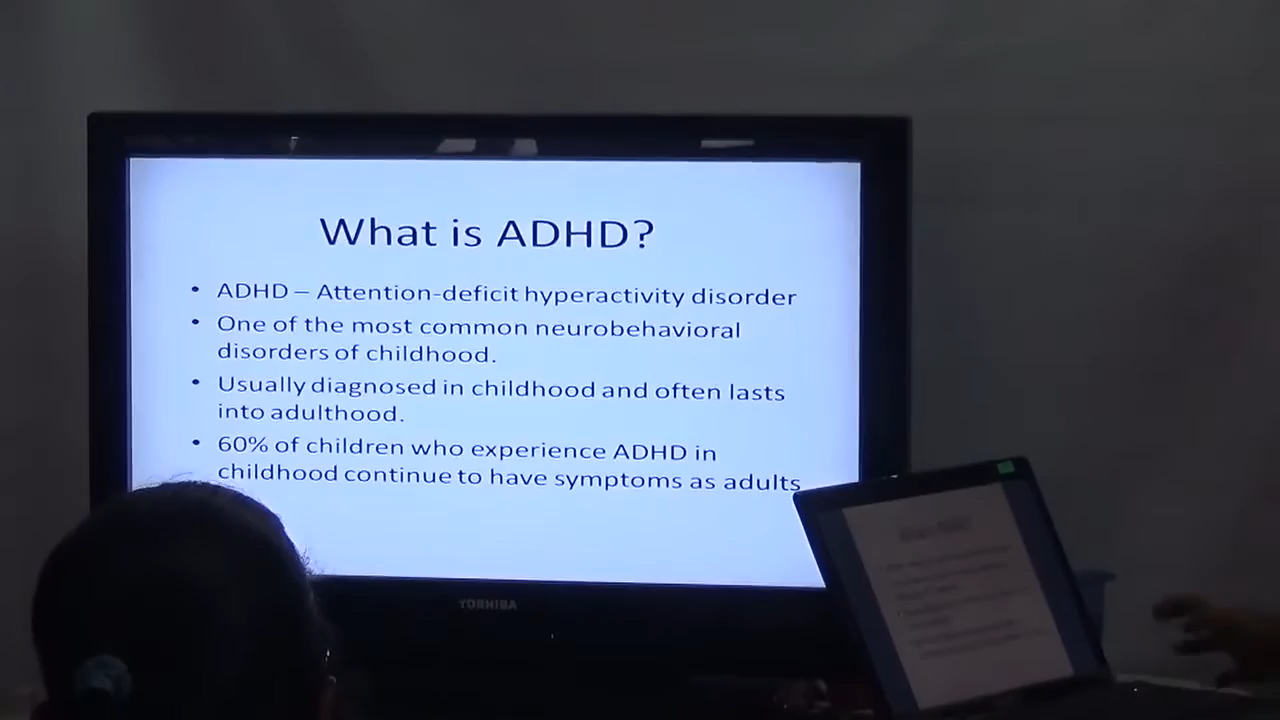 What is ADHD?
• ADHD – Attention-deficit hyperactivity disorder
• One of the most common neurobehavioral
disorders of childhood.
• Usually diagnosed in childhood and often lasts
into adulthood.
• 60% of children who experience ADHD in
childhood continue to have symptoms as adults
TOSHIBA